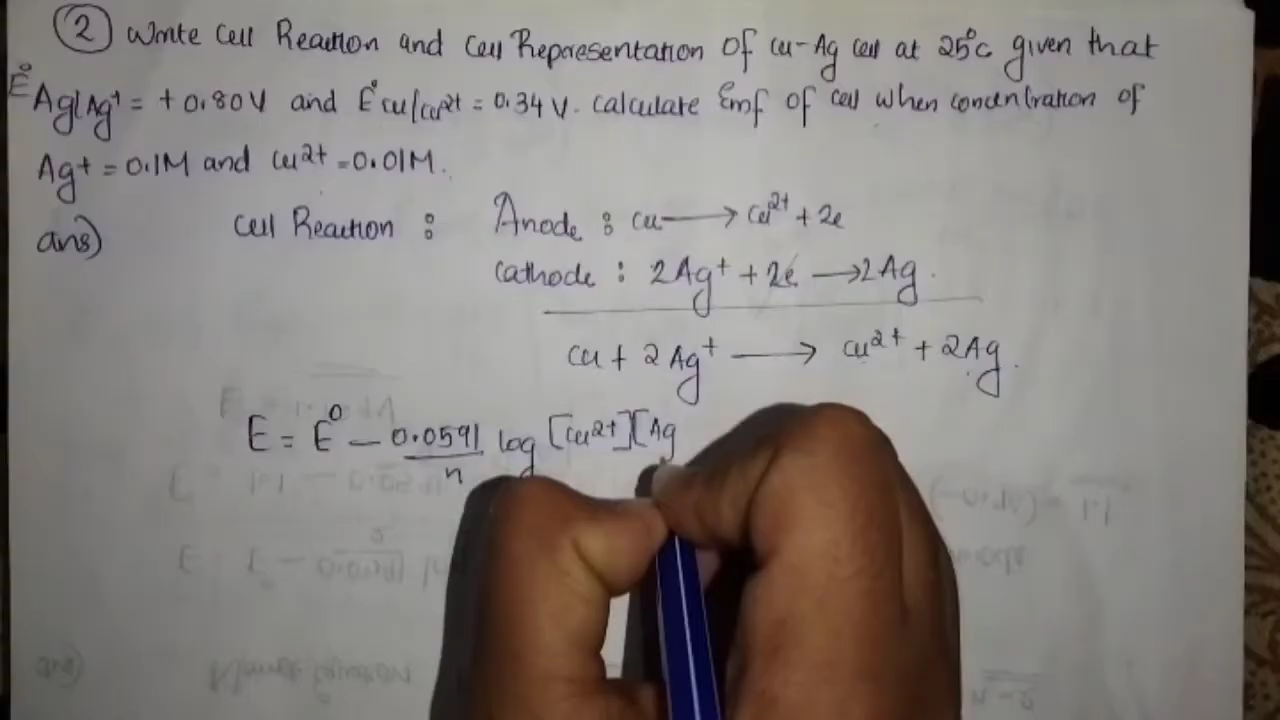 ② Write Cell Reaction and Cell Representation of cu-Ag cell at 25°c given that
E° Ag|Ag+ = +0.80V and E° cu/cu2+ = 0.34 V. calculate Emf of cell when concentration of
Ag+ = 0.1M and cu2+ = 0.01M.
ans) Cell Reaction : Anode : cu → cu2+ + 2e
cathode : 2Ag+ + 2e → 2Ag.
cu + 2Ag+ → cu2+ + 2Ag.
E = E° - 0.0591/n log [cu2+][Ag